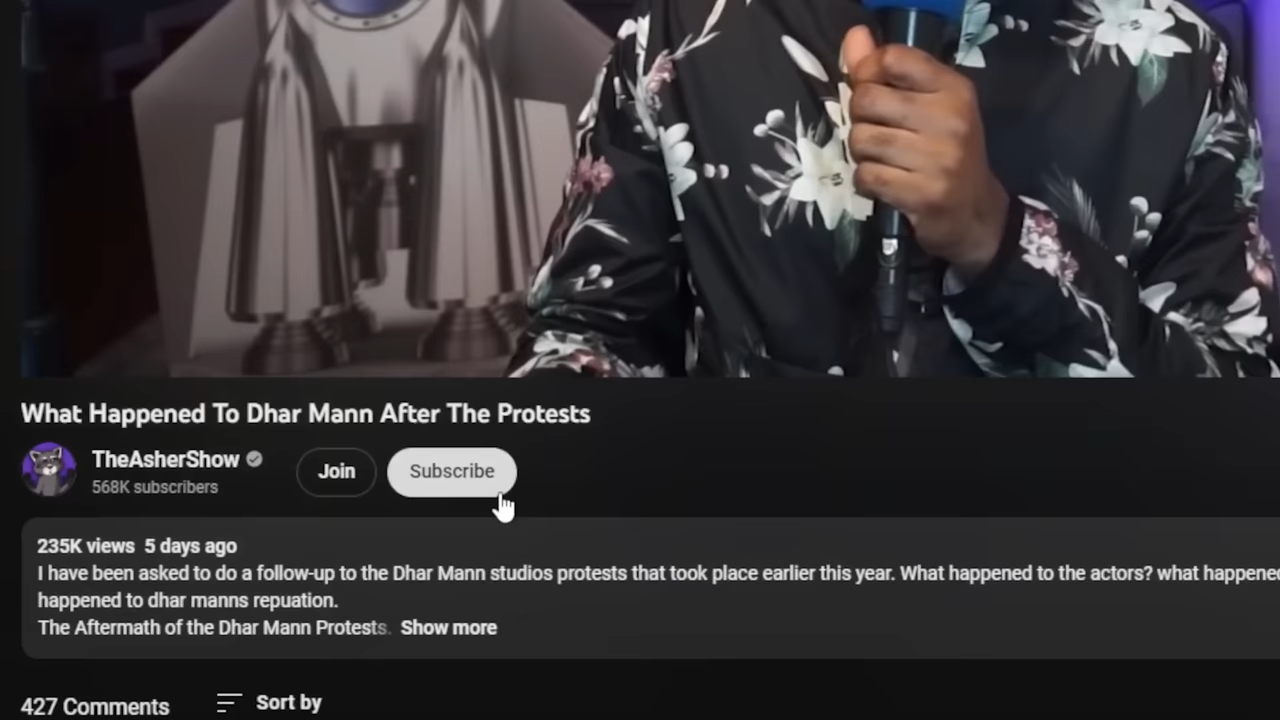 What Happened To Dhar Mann After The Protests
TheAsherShow
568K subscribers
Join
Subscribe
235K views 5 days ago
I have been asked to do a follow-up to the Dhar Mann studios protests that took place earlier this year. What happened to the actors? what happened
happened to dhar manns repuation.
The Aftermath of the Dhar Mann Protests. Show more
427 Comments
Sort by